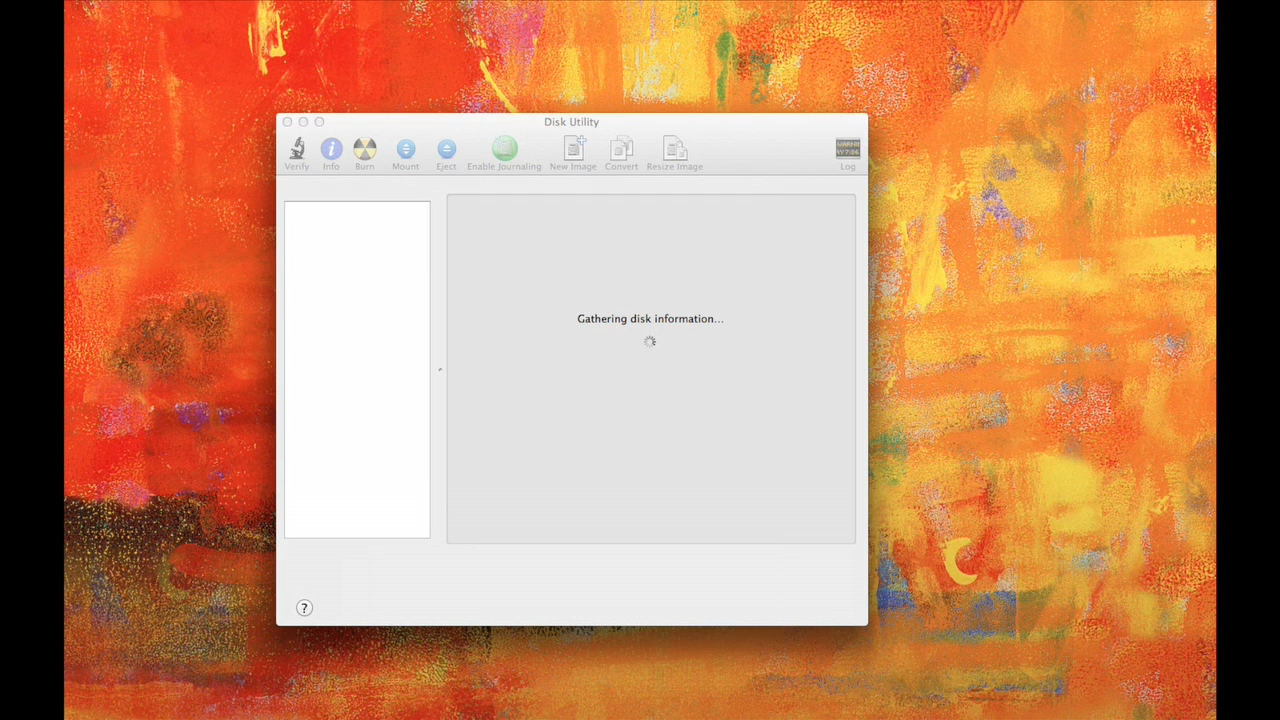 Disk Utility
Verify Info Burn Mount Eject Enable Journaling New Image Convert Resize Image Log
Gathering disk information...
?